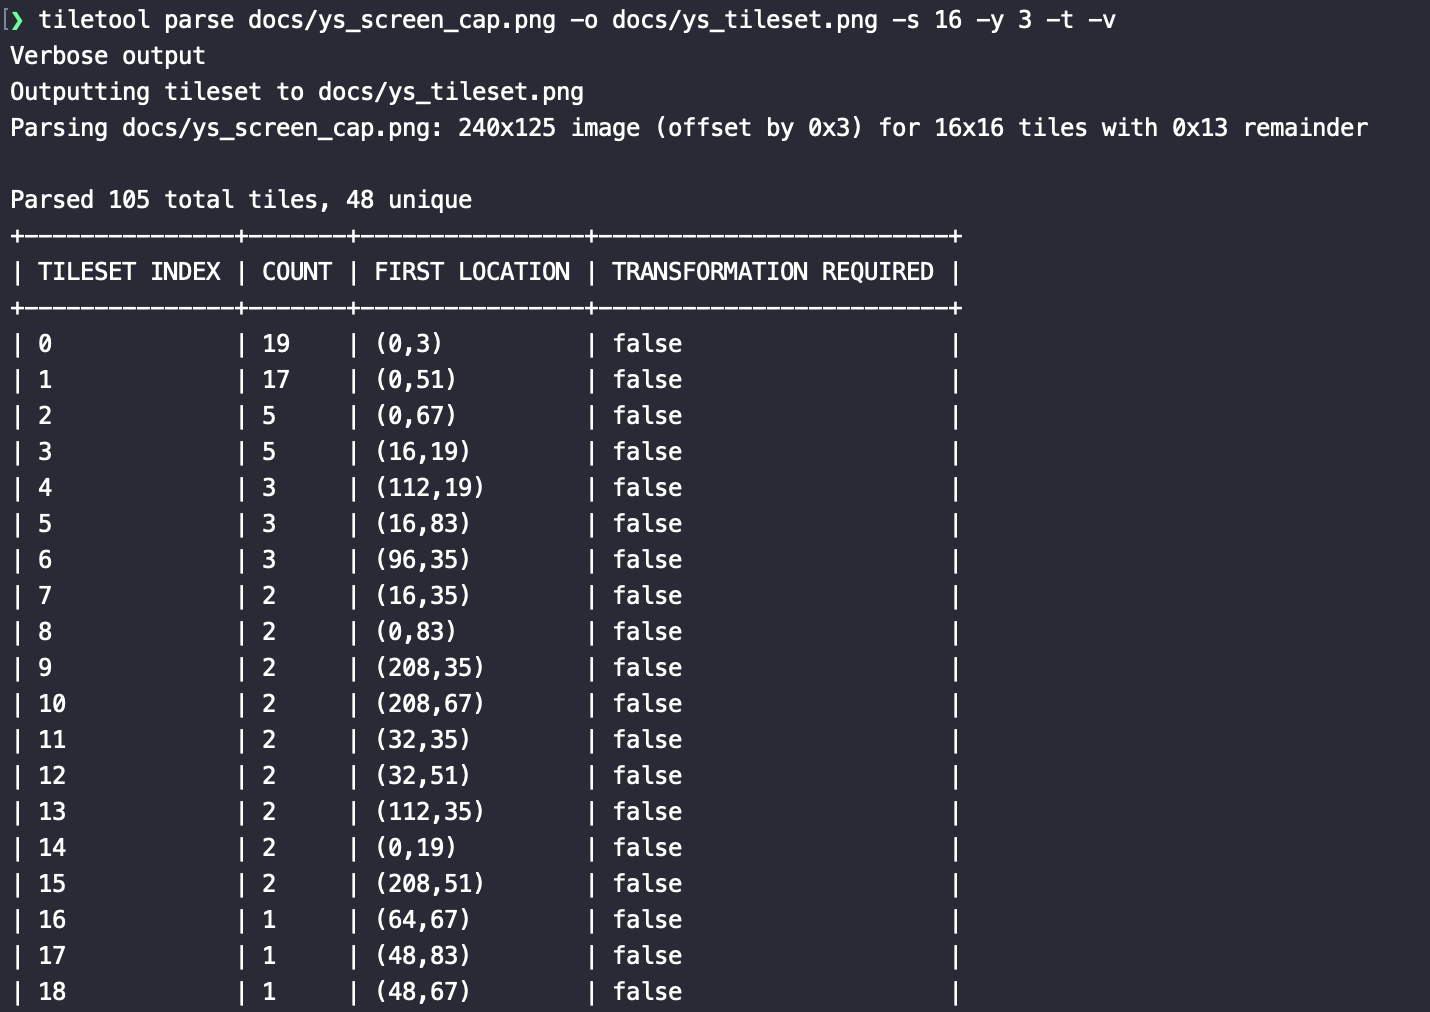 [❯ tiletool parse docs/ys_screen_cap.png -o docs/ys_tileset.png -s 16 -y 3 -t -v
Verbose output
Outputting tileset to docs/ys_tileset.png
Parsing docs/ys_screen_cap.png: 240x125 image (offset by 0x3) for 16x16 tiles with 0x13 remainder

Parsed 105 total tiles, 48 unique
+---------------+-------+----------------+-------------------------+
| TILESET INDEX | COUNT | FIRST LOCATION | TRANSFORMATION REQUIRED |
+---------------+-------+----------------+-------------------------+
| 0             | 19    | (0,3)          | false                   |
| 1             | 17    | (0,51)         | false                   |
| 2             | 5     | (0,67)         | false                   |
| 3             | 5     | (16,19)        | false                   |
| 4             | 3     | (112,19)       | false                   |
| 5             | 3     | (16,83)        | false                   |
| 6             | 3     | (96,35)        | false                   |
| 7             | 2     | (16,35)        | false                   |
| 8             | 2     | (0,83)         | false                   |
| 9             | 2     | (208,35)       | false                   |
| 10            | 2     | (208,67)       | false                   |
| 11            | 2     | (32,35)        | false                   |
| 12            | 2     | (32,51)        | false                   |
| 13            | 2     | (112,35)       | false                   |
| 14            | 2     | (0,19)         | false                   |
| 15            | 2     | (208,51)       | false                   |
| 16            | 1     | (64,67)        | false                   |
| 17            | 1     | (48,83)        | false                   |
| 18            | 1     | (48,67)        | false                   |